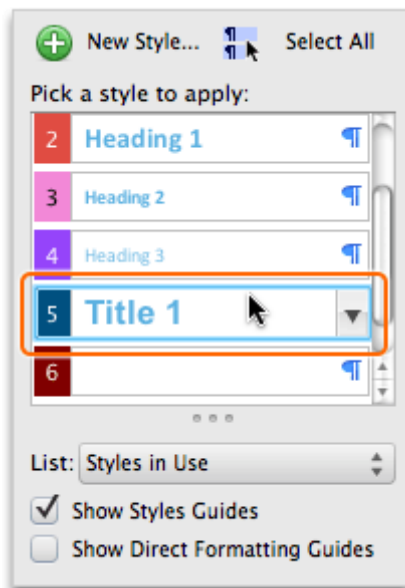 New Style... Select All
Pick a style to apply:
2 Heading 1 ¶
3 Heading 2 ¶
4 Heading 3 ¶
5 Title 1
6 ¶
List: Styles in Use
Show Styles Guides
Show Direct Formatting Guides